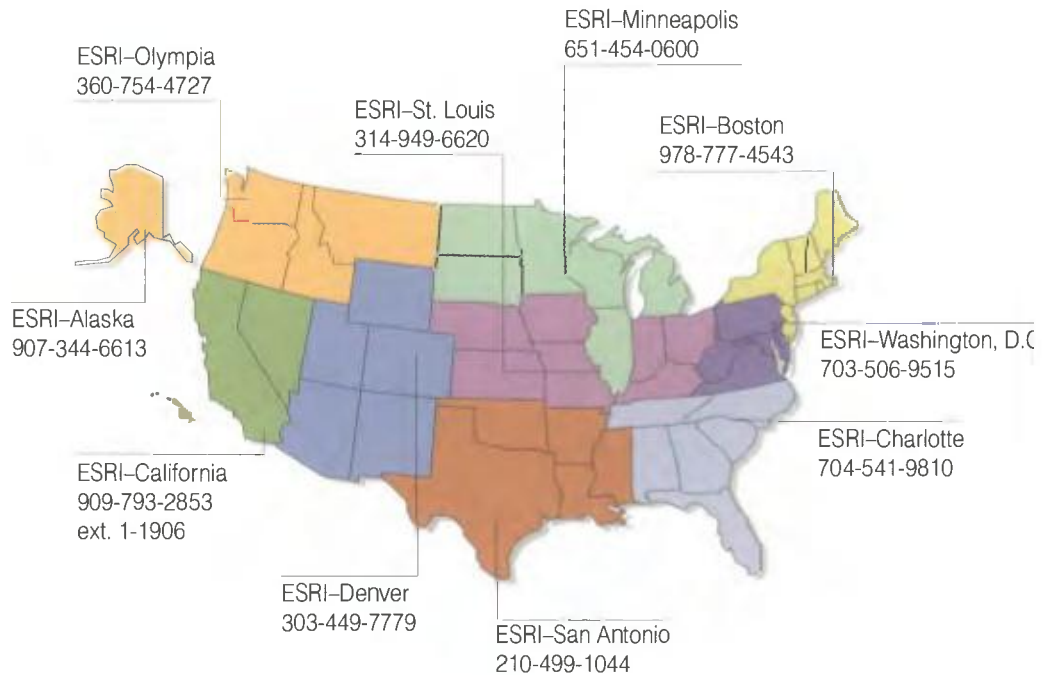 ESRI–Minneapolis
651-454-0600
ESRI–Olympia
360-754-4727
ESRI–St. Louis
314-949-6620
ESRI–Boston
978-777-4543
ESRI–Alaska
907-344-6613
ESRI–Washington, D.C
703-506-9515
ESRI–Charlotte
704-541-9810
ESRI–California
909-793-2853
ext. 1-1906
ESRI–Denver
303-449-7779
ESRI–San Antonio
210-499-1044